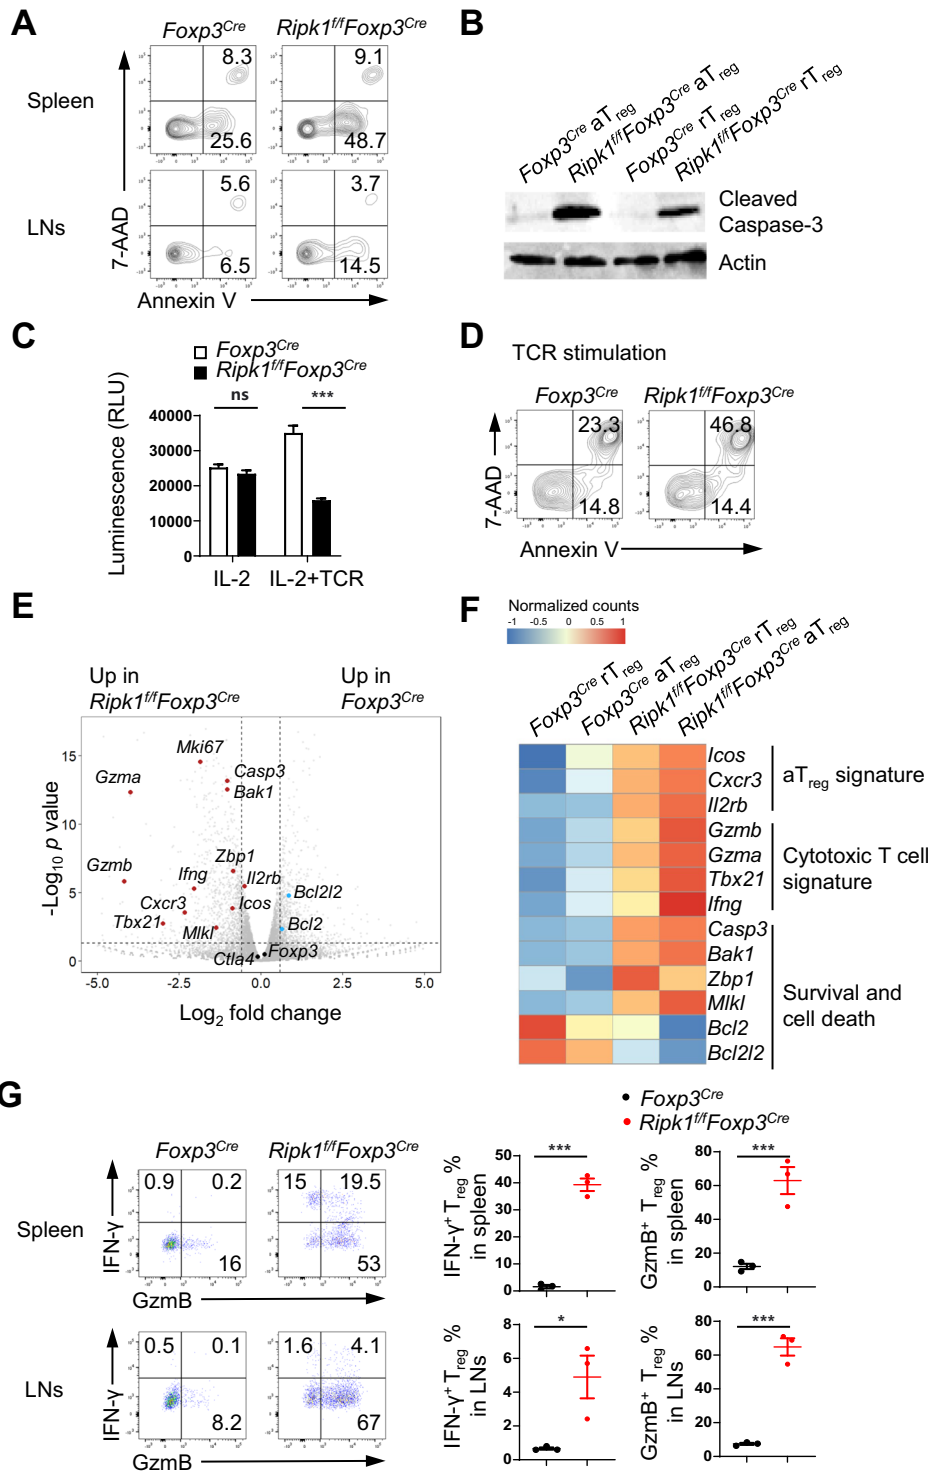 A
Foxp3Cre
Ripk1f/fFoxp3Cre
Spleen
8.3
9.1
25.6
48.7
LNs
5.6
3.7
6.5
14.5
7-AAD
Annexin V
B
Foxp3Cre aTreg
Ripk1f/fFoxp3Cre aTreg
Foxp3Cre rTreg
Ripk1f/fFoxp3Cre rTreg
Cleaved
Caspase-3
Actin
C
Foxp3Cre
Ripk1f/fFoxp3Cre
ns
***
Luminescence (RLU)
40000
30000
20000
10000
0
IL-2
IL-2+TCR
D
TCR stimulation
Foxp3Cre
Ripk1f/fFoxp3Cre
23.3
46.8
14.8
14.4
7-AAD
Annexin V
E
Up in
Ripk1f/fFoxp3Cre
Up in
Foxp3Cre
-Log10 p value
15
10
5
0
Mki67
Gzma
Casp3
Bak1
Zbp1
Gzmb
Ifng
Il2rb
Bcl2l2
Cxcr3
Icos
Tbx21
Mlkl
Bcl2
Ctla4
Foxp3
-5.0
-2.5
0.0
2.5
5.0
Log2 fold change
F
Normalized counts
-1
-0.5
0
0.5
1
Foxp3Cre rTreg
Foxp3Cre aTreg
Ripk1f/fFoxp3Cre rTreg
Ripk1f/fFoxp3Cre aTreg
Icos
Cxcr3
Il2rb
Gzmb
Gzma
Tbx21
Ifng
Casp3
Bak1
Zbp1
Mlkl
Bcl2
Bcl2l2
aTreg signature
Cytotoxic T cell
signature
Survival and
cell death
G
Foxp3Cre
Ripk1f/fFoxp3Cre
Foxp3Cre
Ripk1f/fFoxp3Cre
Spleen
IFN-γ
0.9
0.2
16
15
19.5
53
GzmB
LNs
IFN-γ
0.5
0.1
8.2
1.6
4.1
67
GzmB
IFN-γ+ Treg %
in spleen
50
40
30
20
10
0
***
GzmB+ Treg %
in spleen
80
60
40
20
0
***
IFN-γ+ Treg %
in LNs
8
6
4
2
0
*
GzmB+ Treg %
in LNs
80
60
40
20
0
***